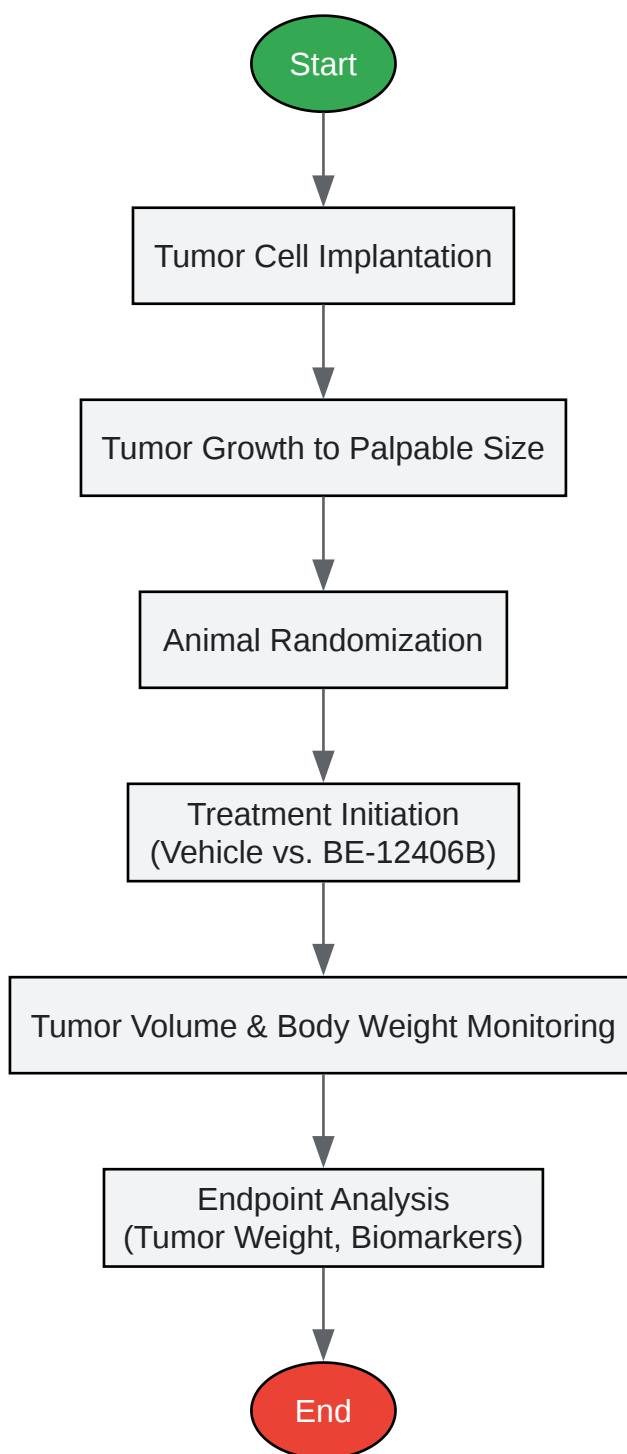 Start
Tumor Cell Implantation
Tumor Growth to Palpable Size
Animal Randomization
Treatment Initiation
(Vehicle vs. BE-12406B)
Tumor Volume & Body Weight Monitoring
Endpoint Analysis
(Tumor Weight, Biomarkers)
End